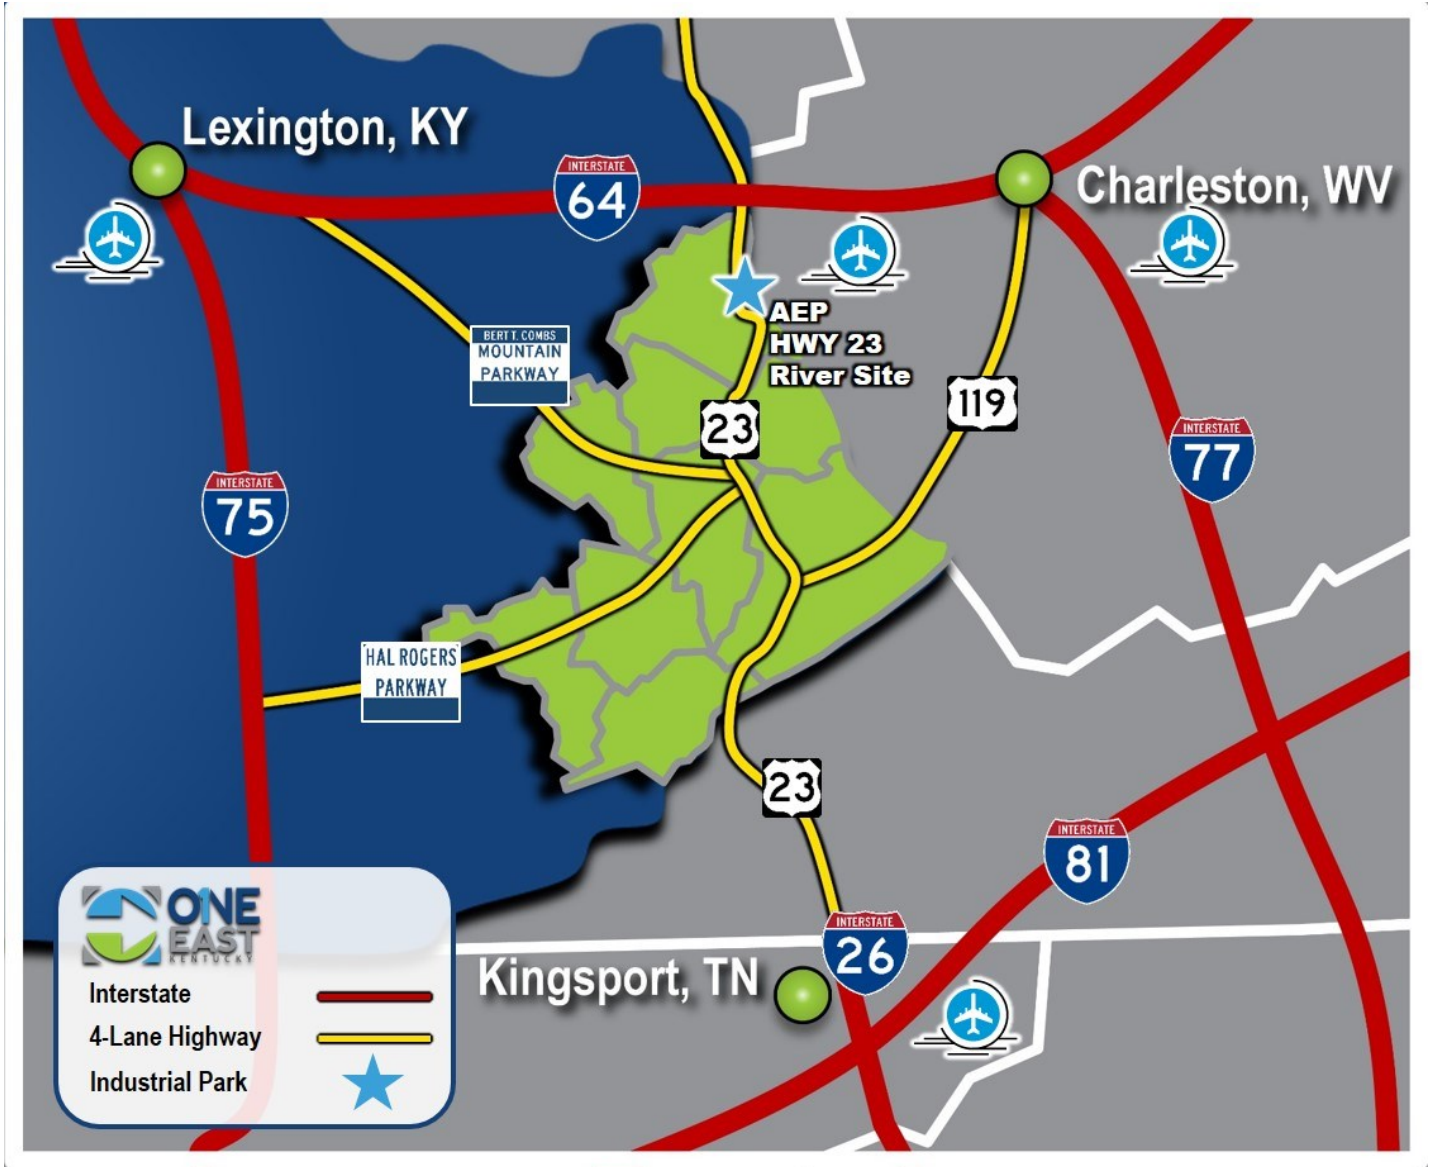 Lexington, KY
INTERSTATE
64
Charleston, WV
AEP
HWY 23
River Site
BERT T. COMBS
MOUNTAIN
PARKWAY
119
23
INTERSTATE
77
INTERSTATE
75
HAL ROGERS
PARKWAY
23
INTERSTATE
81
ONE
EAST
KENTUCKY
INTERSTATE
26
Kingsport, TN
Interstate
4-Lane Highway
Industrial Park